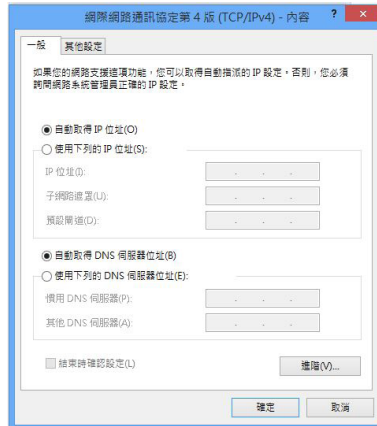 網際網路通訊協定第 4 版 (TCP/IPv4) - 內容
一般 其他設定
如果您的網路支援這項功能，您可以取得自動指派的 IP 設定。否則，您必須
詢問網路系統管理員正確的 IP 設定。
自動取得 IP 位址(O)
使用下列的 IP 位址(S):
IP 位址(I):
子網路遮罩(U):
預設閘道(D):
自動取得 DNS 伺服器位址(B)
使用下列的 DNS 伺服器位址(E):
慣用 DNS 伺服器(P):
其他 DNS 伺服器(A):
結束時確認設定(L)
進階(V)...
確定 取消